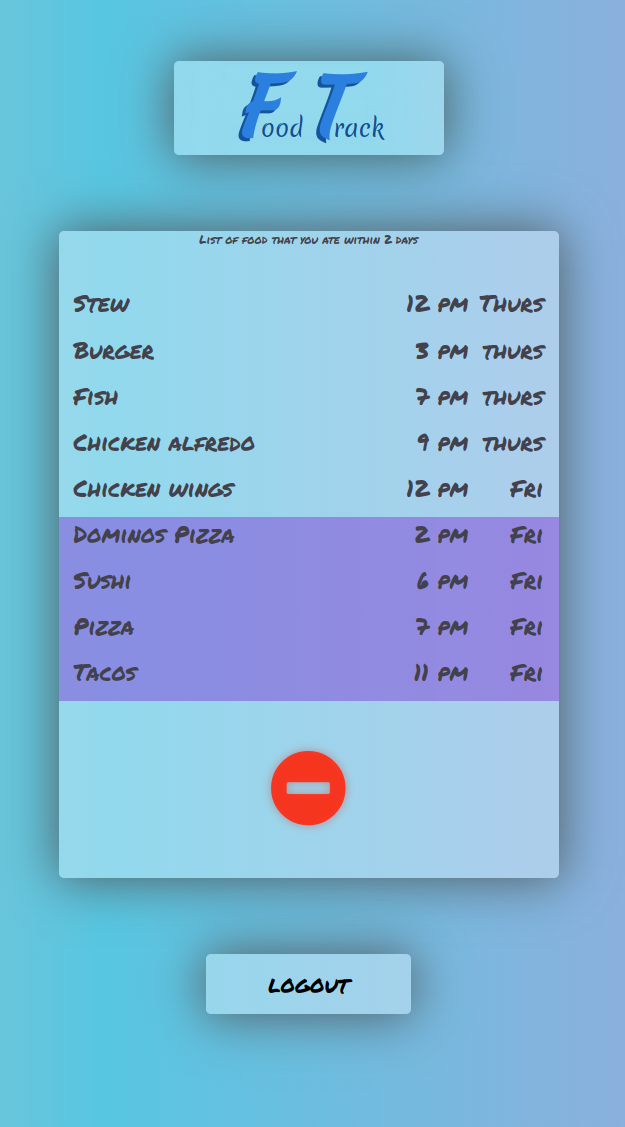 Food Track
List of food that you ate within 2 days
Stew 12 pm Thurs
Burger 3 pm thurs
Fish 7 pm thurs
Chicken alfredo 9 pm thurs
Chicken wings 12 pm Fri
Dominos Pizza 2 pm Fri
Sushi 6 pm Fri
Pizza 7 pm Fri
Tacos 11 pm Fri
logout